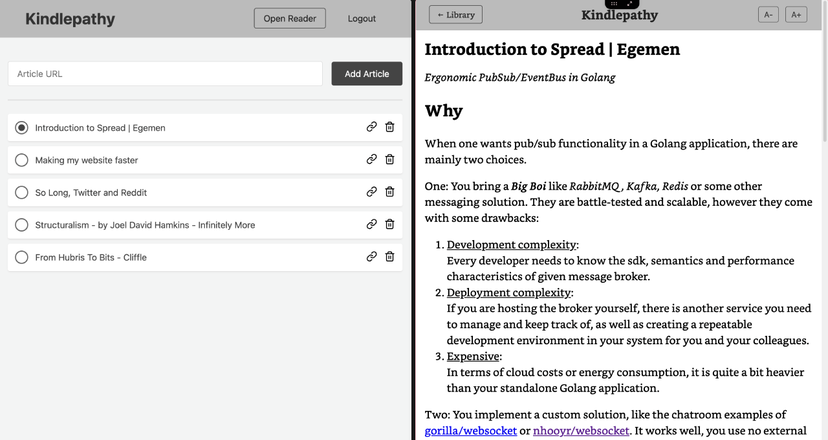 Kindlepathy
Open Reader
Logout
Article URL
Add Article
Introduction to Spread | Egemen
Making my website faster
So Long, Twitter and Reddit
Structuralism - by Joel David Hamkins - Infinitely More
From Hubris To Bits - Cliffle
← Library
Kindlepathy
A-
A+
Introduction to Spread | Egemen
Ergonomic PubSub/EventBus in Golang
Why
When one wants pub/sub functionality in a Golang application, there are
mainly two choices.
One: You bring a Big Boi like RabbitMQ , Kafka, Redis or some other
messaging solution. They are battle-tested and scalable, however they come
with some drawbacks:
1. Development complexity:
Every developer needs to know the sdk, semantics and performance
characteristics of given message broker.
2. Deployment complexity:
If you are hosting the broker yourself, there is another service you need
to manage and keep track of, as well as creating a repeatable
development environment in your system for you and your colleagues.
3. Expensive:
In terms of cloud costs or energy consumption, it is quite a bit heavier
than your standalone Golang application.
Two: You implement a custom solution, like the chatroom examples of
gorilla/websocket or nhooyr/websocket. It works well, you use no external